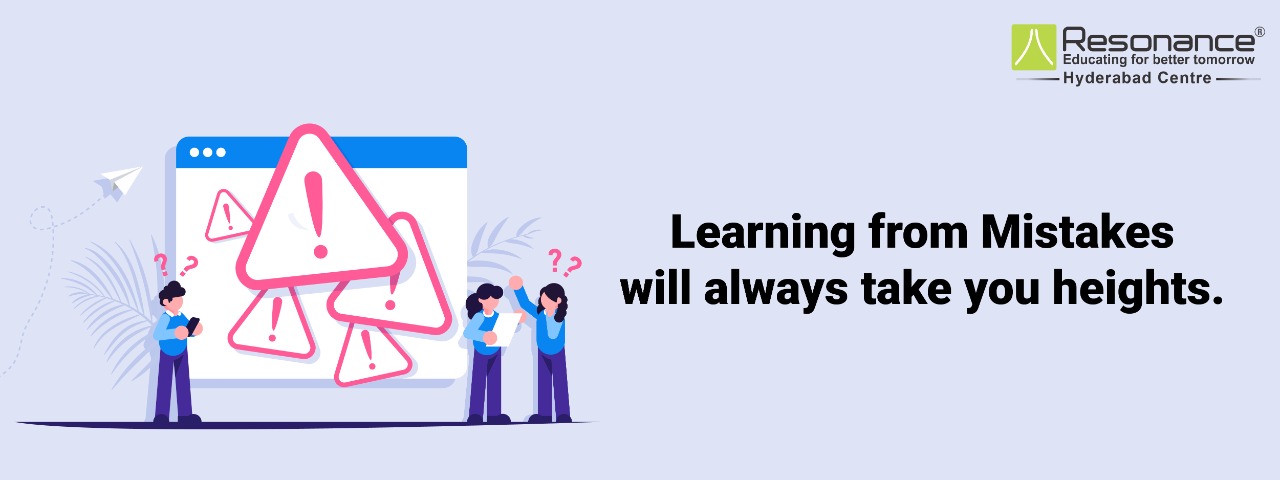 Resonance®
Educating for better tomorrow
Hyderabad Centre
! ! ! ! !
? ?
? ?
Learning from Mistakes
will always take you heights.